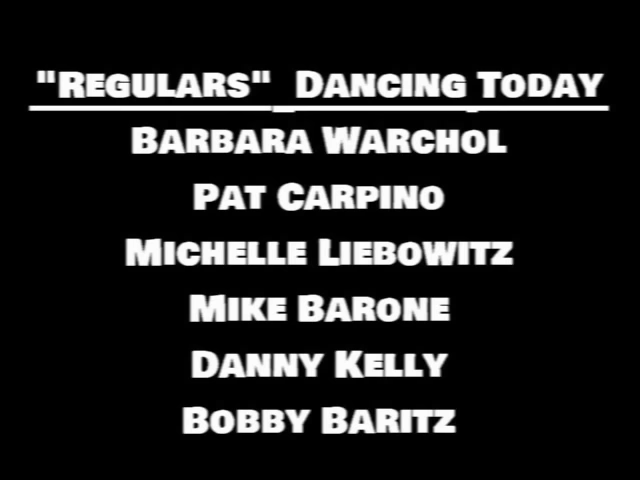 "REGULARS" DANCING TODAY
BARBARA WARCHOL
PAT CARPINO
MICHELLE LIEBOWITZ
MIKE BARONE
DANNY KELLY
BOBBY BARITZ